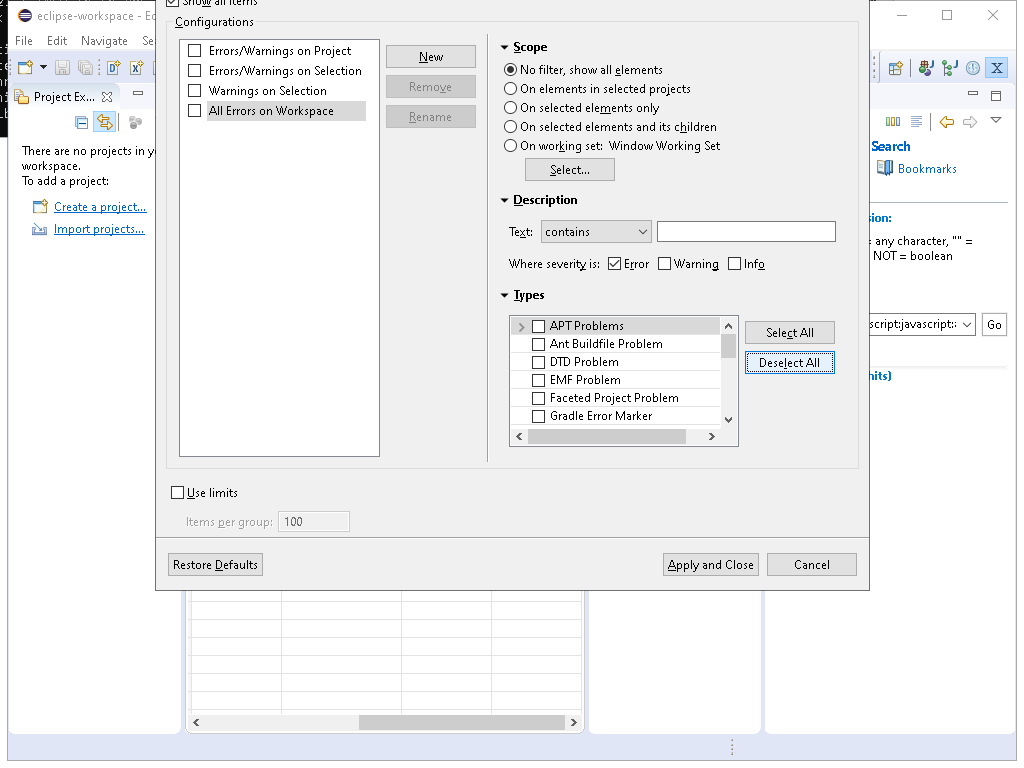 eclipse-workspace - Ec
Show all items
Configurations
File Edit Navigate Se
Project Ex...
There are no projects in y
workspace.
To add a project:
Create a project...
Import projects...
Errors/Warnings on Project
Errors/Warnings on Selection
Warnings on Selection
All Errors on Workspace
New
Remove
Rename
Scope
No filter, show all elements
On elements in selected projects
On selected elements only
On selected elements and its children
On working set: Window Working Set
Select...
Description
Text: contains
Where severity is: Error Warning Info
Types
APT Problems
Ant Buildfile Problem
DTD Problem
EMF Problem
Faceted Project Problem
Gradle Error Marker
Select All
Deselect All
Use limits
Items per group: 100
Restore Defaults
Apply and Close
Cancel
Search
Bookmarks
sion:
= any character, "" =
NOT = boolean
script:javascript:
Go
hits)